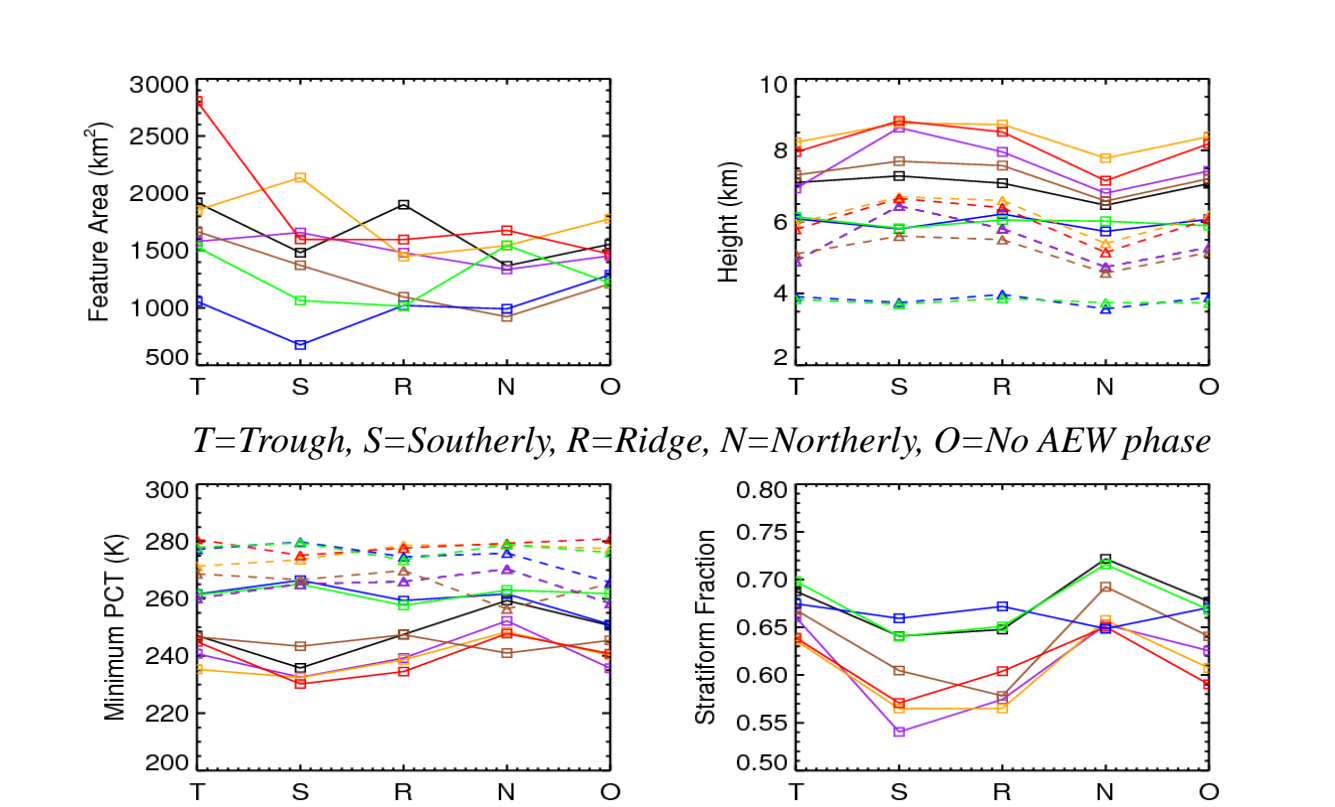 3000
2500
2000
1500
1000
500
Feature Area (km²)
T S R N O
10
8
6
4
2
Height (km)
T S R N O
T=Trough, S=Southerly, R=Ridge, N=Northerly, O=No AEW phase
300
280
260
240
220
200
Minimum PCT (K)
T S R N O
0.80
0.75
0.70
0.65
0.60
0.55
0.50
Stratiform Fraction
T S R N O